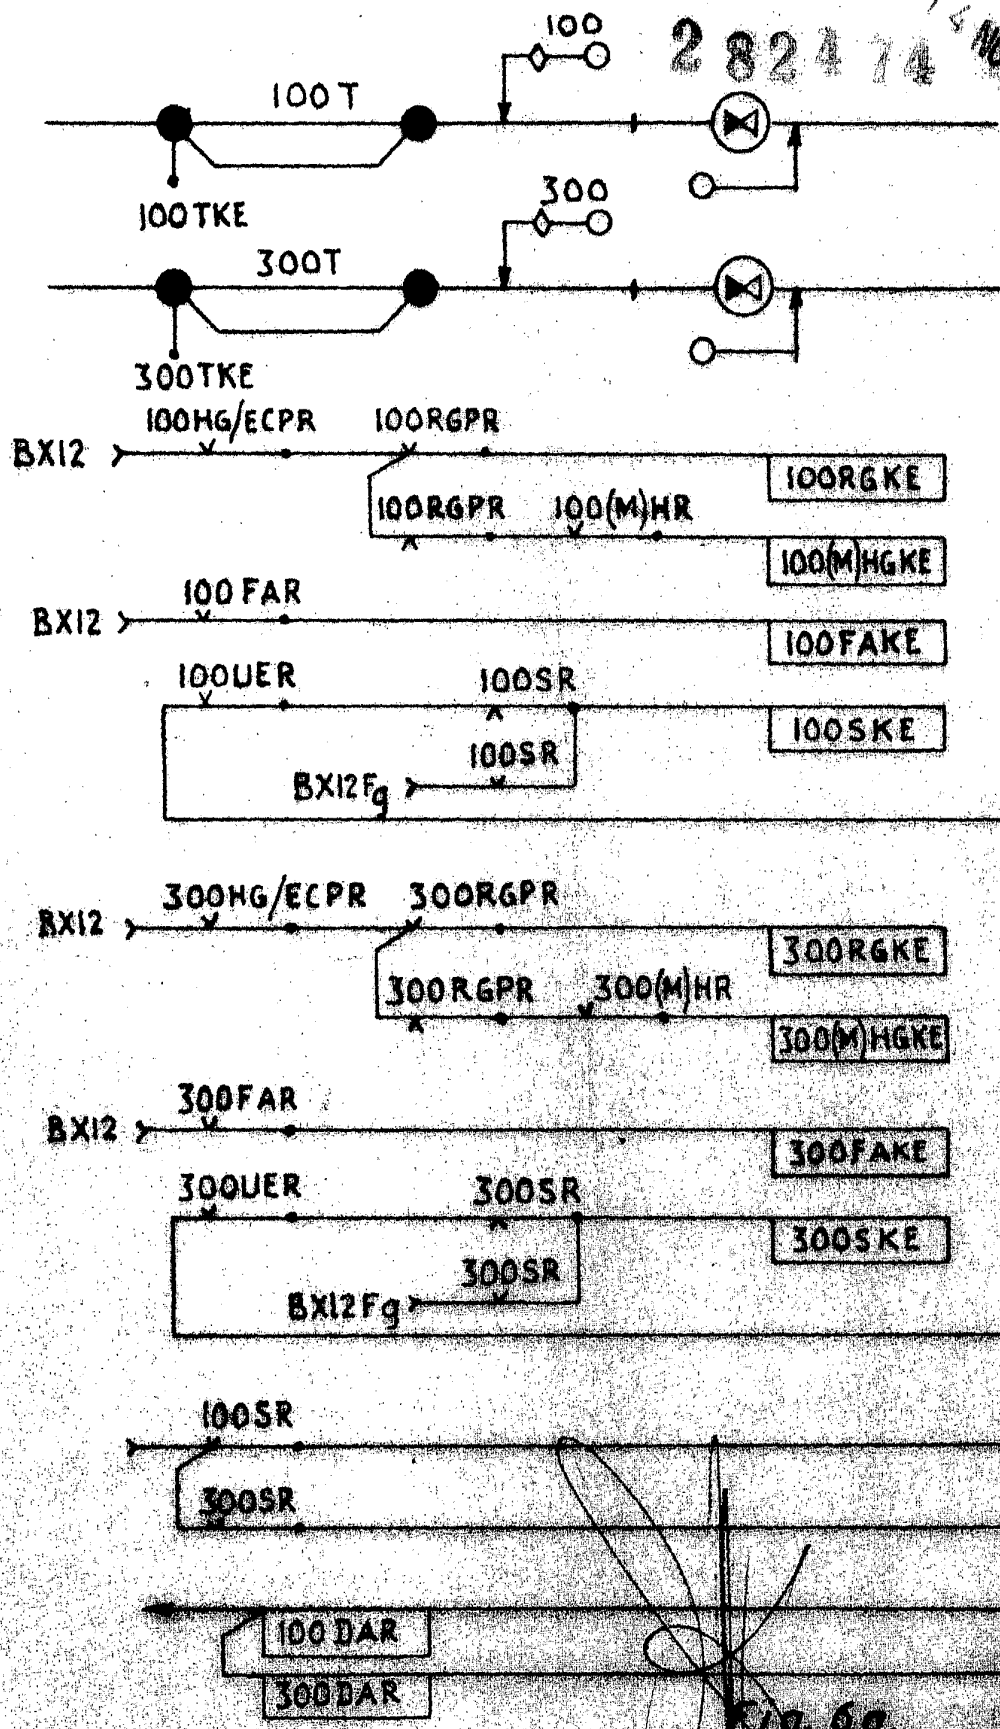 100
2 82474
100T
100TKE
300
300T
300TKE
100HG/ECPR 100RGPR
BX12
100RGKE
100RGPR 100(M)HR
100(M)HGKE
100FAR
BX12
100FAKE
100UER 100SR
100SKE
100SR
BX12Fg
300HG/ECPR 300RGPR
BX12
300RGKE
300RGPR 300(M)HR
300(M)HGKE
300FAR
BX12
300FAKE
300UER 300SR
300SKE
300SR
BX12Fg
100SR
300SR
100DAR
300DAR